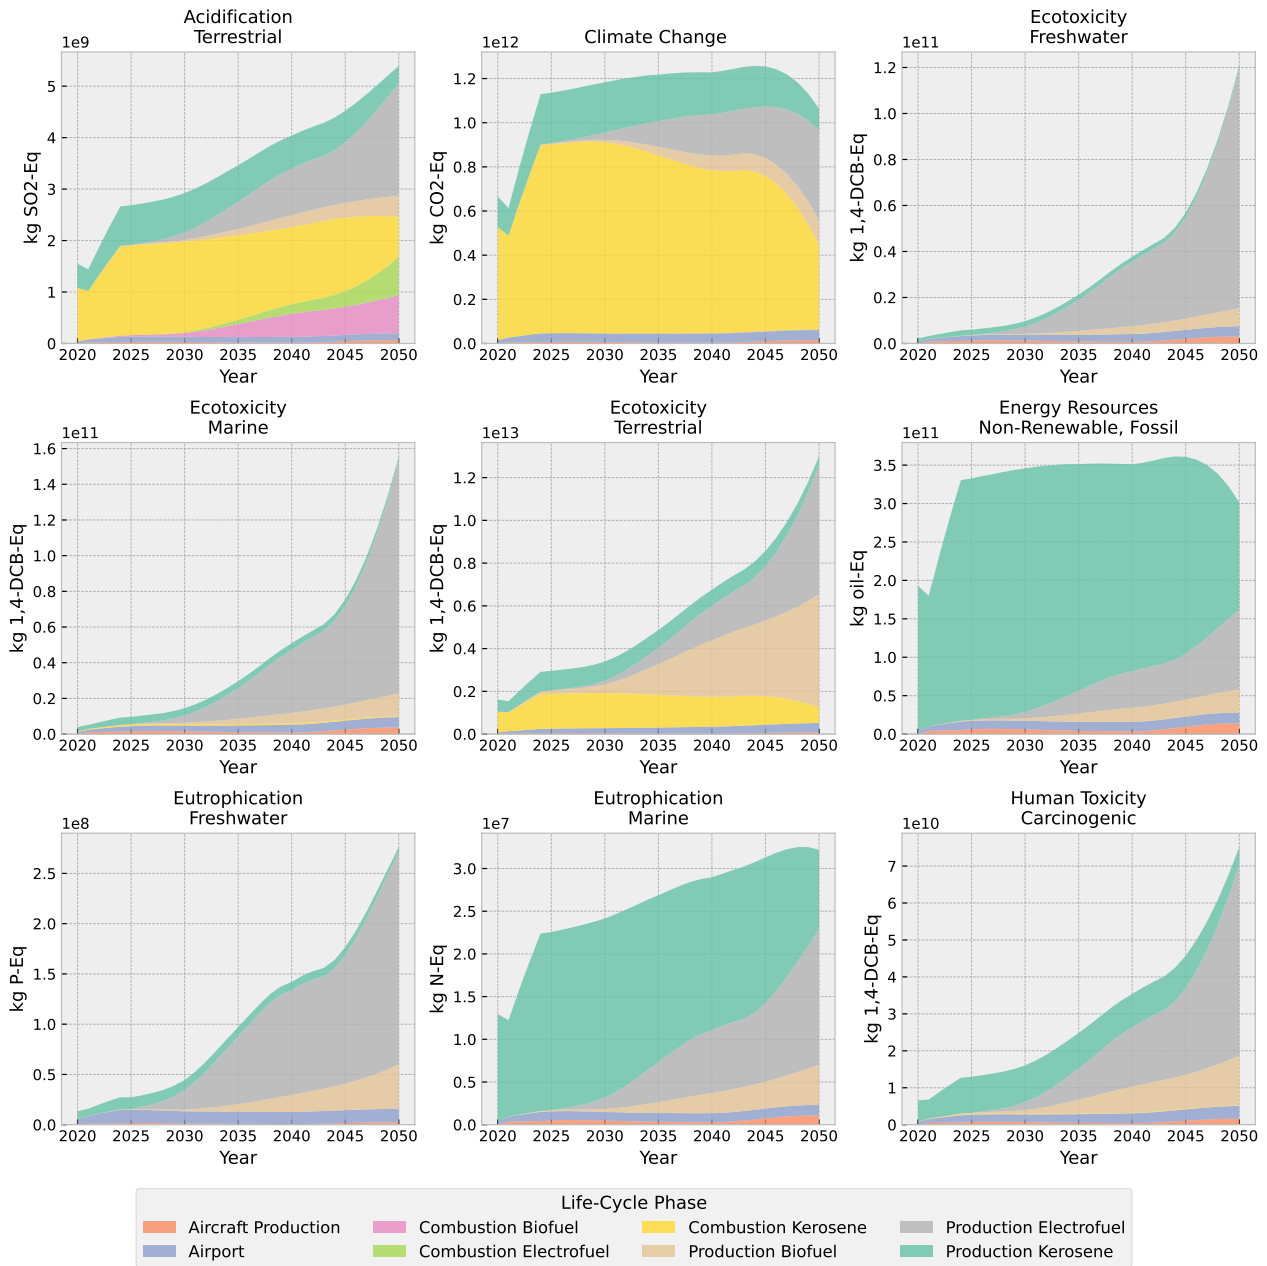 Acidification
Terrestrial
1e9
kg SO2-Eq
5
4
3
2
1
0
2020 2025 2030 2035 2040 2045 2050
Year
Climate Change
1e12
kg CO2-Eq
1.2
1.0
0.8
0.6
0.4
0.2
0.0
2020 2025 2030 2035 2040 2045 2050
Year
Ecotoxicity
Freshwater
1e11
kg 1,4-DCB-Eq
1.2
1.0
0.8
0.6
0.4
0.2
0.0
2020 2025 2030 2035 2040 2045 2050
Year
Ecotoxicity
Marine
1e11
kg 1,4-DCB-Eq
1.6
1.4
1.2
1.0
0.8
0.6
0.4
0.2
0.0
2020 2025 2030 2035 2040 2045 2050
Year
Ecotoxicity
Terrestrial
1e13
kg 1,4-DCB-Eq
1.2
1.0
0.8
0.6
0.4
0.2
0.0
2020 2025 2030 2035 2040 2045 2050
Year
Energy Resources
Non-Renewable, Fossil
1e11
kg oil-Eq
3.5
3.0
2.5
2.0
1.5
1.0
0.5
0.0
2020 2025 2030 2035 2040 2045 2050
Year
Eutrophication
Freshwater
1e8
kg P-Eq
2.5
2.0
1.5
1.0
0.5
0.0
2020 2025 2030 2035 2040 2045 2050
Year
Eutrophication
Marine
1e7
kg N-Eq
3.0
2.5
2.0
1.5
1.0
0.5
0.0
2020 2025 2030 2035 2040 2045 2050
Year
Human Toxicity
Carcinogenic
1e10
kg 1,4-DCB-Eq
7
6
5
4
3
2
1
0
2020 2025 2030 2035 2040 2045 2050
Year
Life-Cycle Phase
Aircraft Production
Airport
Combustion Biofuel
Combustion Electrofuel
Combustion Kerosene
Production Biofuel
Production Electrofuel
Production Kerosene